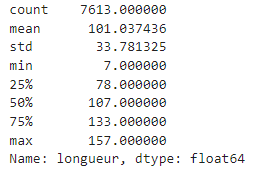 count 7613.000000
mean 101.037436
std 33.781325
min 7.000000
25% 78.000000
50% 107.000000
75% 133.000000
max 157.000000
Name: longueur, dtype: float64